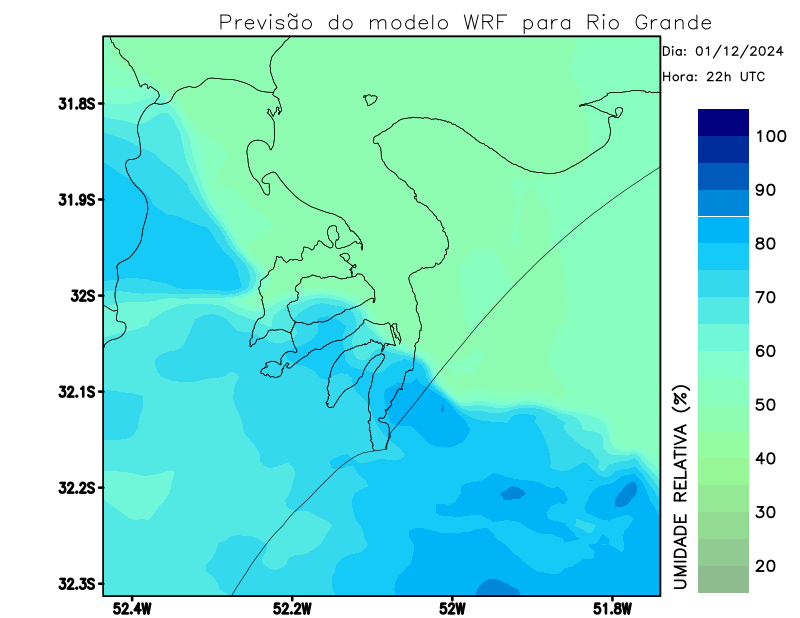 Previsão do modelo WRF para Rio Grande
Dia: 01/12/2024
Hora: 22h UTC
31.8S
31.9S
32S
32.1S
32.2S
32.3S
52.4W
52.2W
52W
51.8W
100
90
80
70
60
50
40
30
20
UMIDADE RELATIVA (%)